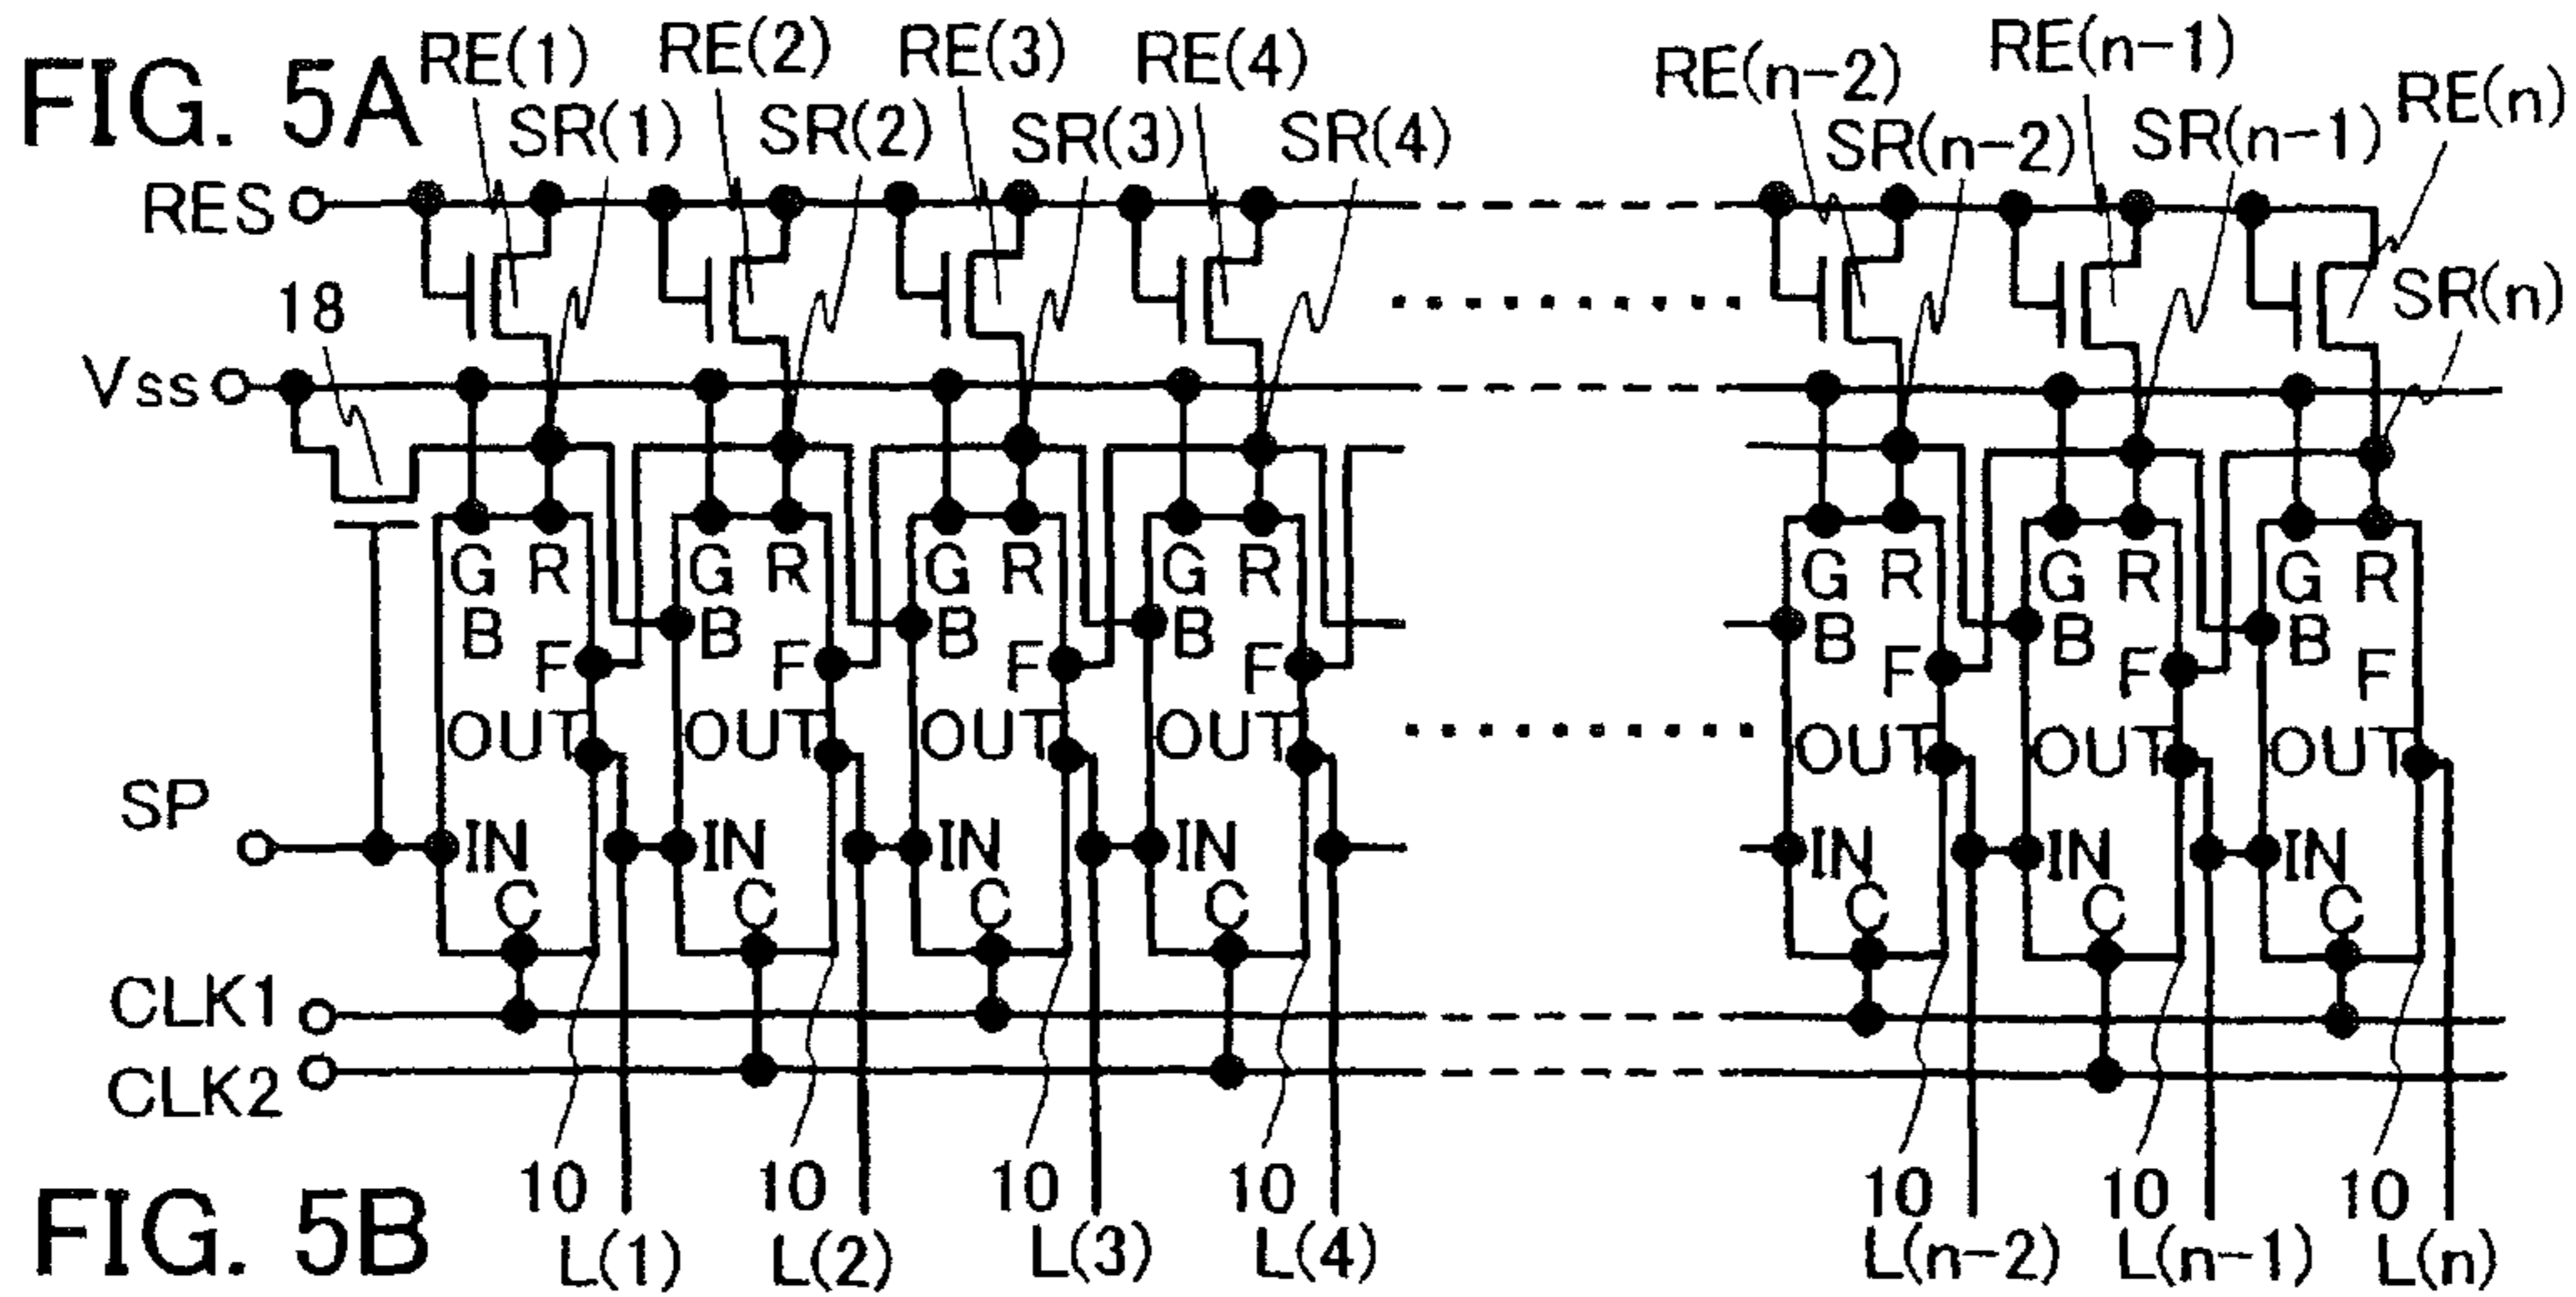 FIG. 5A
RE(1) RE(2) RE(3) RE(4) RE(n-2) RE(n-1) RE(n)
SR(1) SR(2) SR(3) SR(4) SR(n-2) SR(n-1)
RES
18 SR(n)
Vss
G R G R G R G R G R G R G R
B B B B B B B
F F F F F F F
OUT OUT OUT OUT OUT OUT OUT
SP
IN IN IN IN IN IN IN
C C C C C C C
CLK1
CLK2
10 10 10 10 10 10 10
FIG. 5B
L(1) L(2) L(3) L(4) L(n-2) L(n-1) L(n)